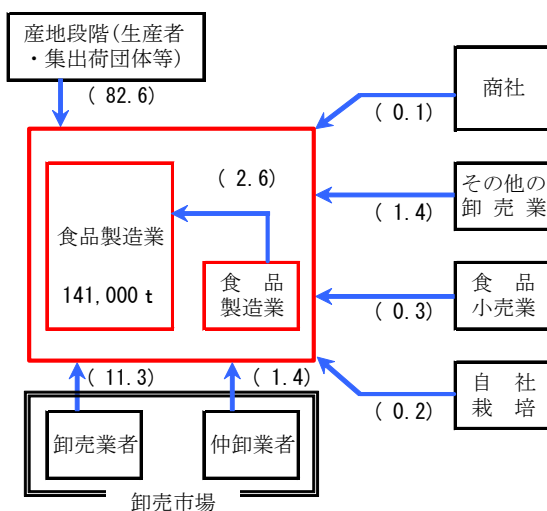 産地段階(生産者
・集出荷団体等)
( 82.6)
商社
( 0.1)
その他の
卸売業
( 1.4)
( 2.6)
食品製造業
141,000 t
食品
製造業
食品
小売業
( 0.3)
自社
栽培
( 0.2)
( 11.3)
( 1.4)
卸売業者
仲卸業者
卸売市場